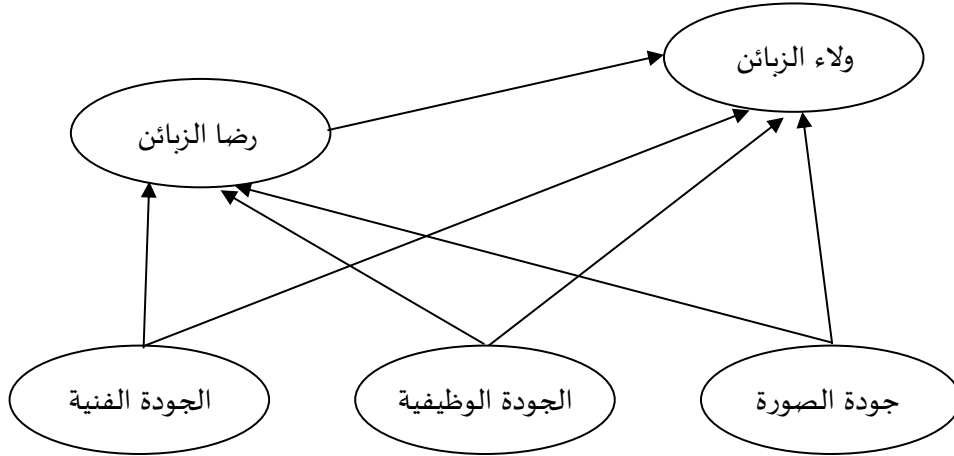 ولاء الزبائن
رضا الزبائن
جودة الصورة
الجودة الوظيفية
الجودة الفنية